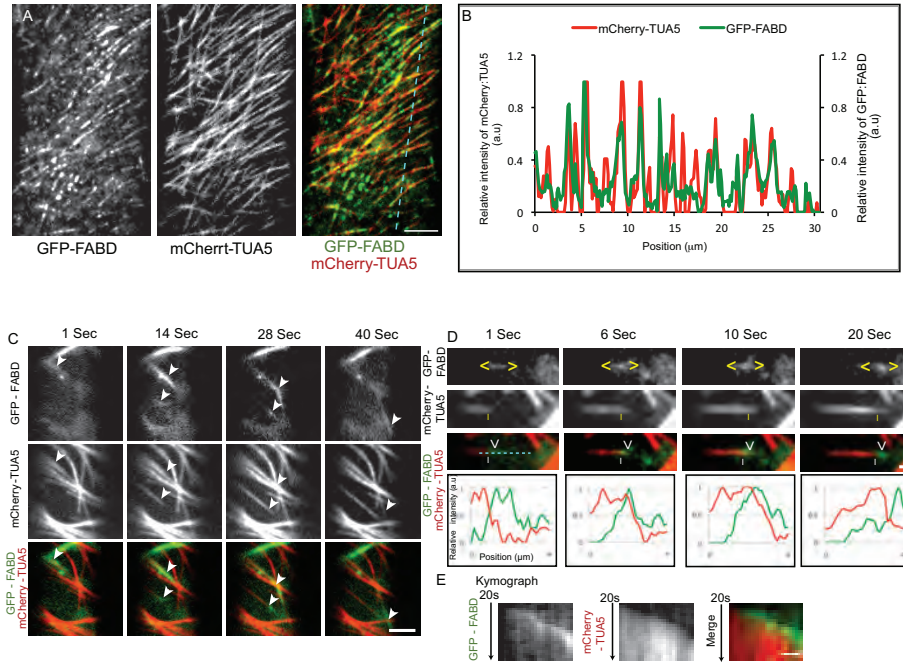 A
GFP-FABD
mCherrt-TUA5
GFP-FABD
mCherry-TUA5
B
mCherry-TUA5
GFP-FABD
Relative intensity of mCherry:TUA5
(a.u)
1.2
0.8
0.4
0
1.2
0.8
0.4
0
Relative intensity of GFP:FABD
(a.u)
0
5
10
15
20
25
30
Position (µm)
C
1 Sec
14 Sec
28 Sec
40 Sec
GFP - FABD
mCherry-TUA5
GFP - FABD
mCherry - TUA5
D
1 Sec
6 Sec
10 Sec
20 Sec
GFP-
FABD
mCherry -
TUA5
GFP - FABD
mCherry - TUA5
Relative intensity (a.u
Position (µm)
E
Kymograph
20s
20s
20s
GFP - FABD
mCherry
- TUA5
Merge